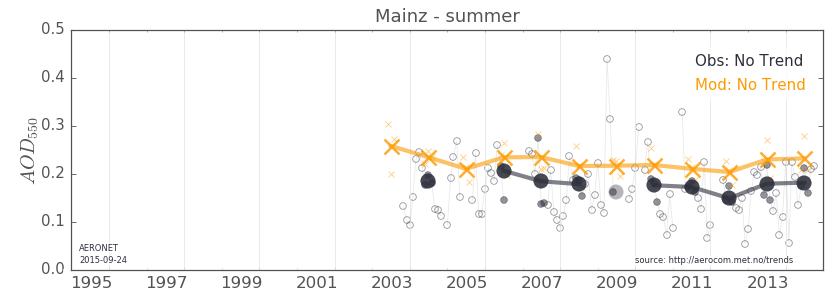 Mainz - summer
0.5
0.4
0.3
0.2
0.1
0.0
AOD550
Obs: No Trend
Mod: No Trend
AERONET
2015-09-24
source: http://aerocom.met.no/trends
1995 1997 1999 2001 2003 2005 2007 2009 2011 2013